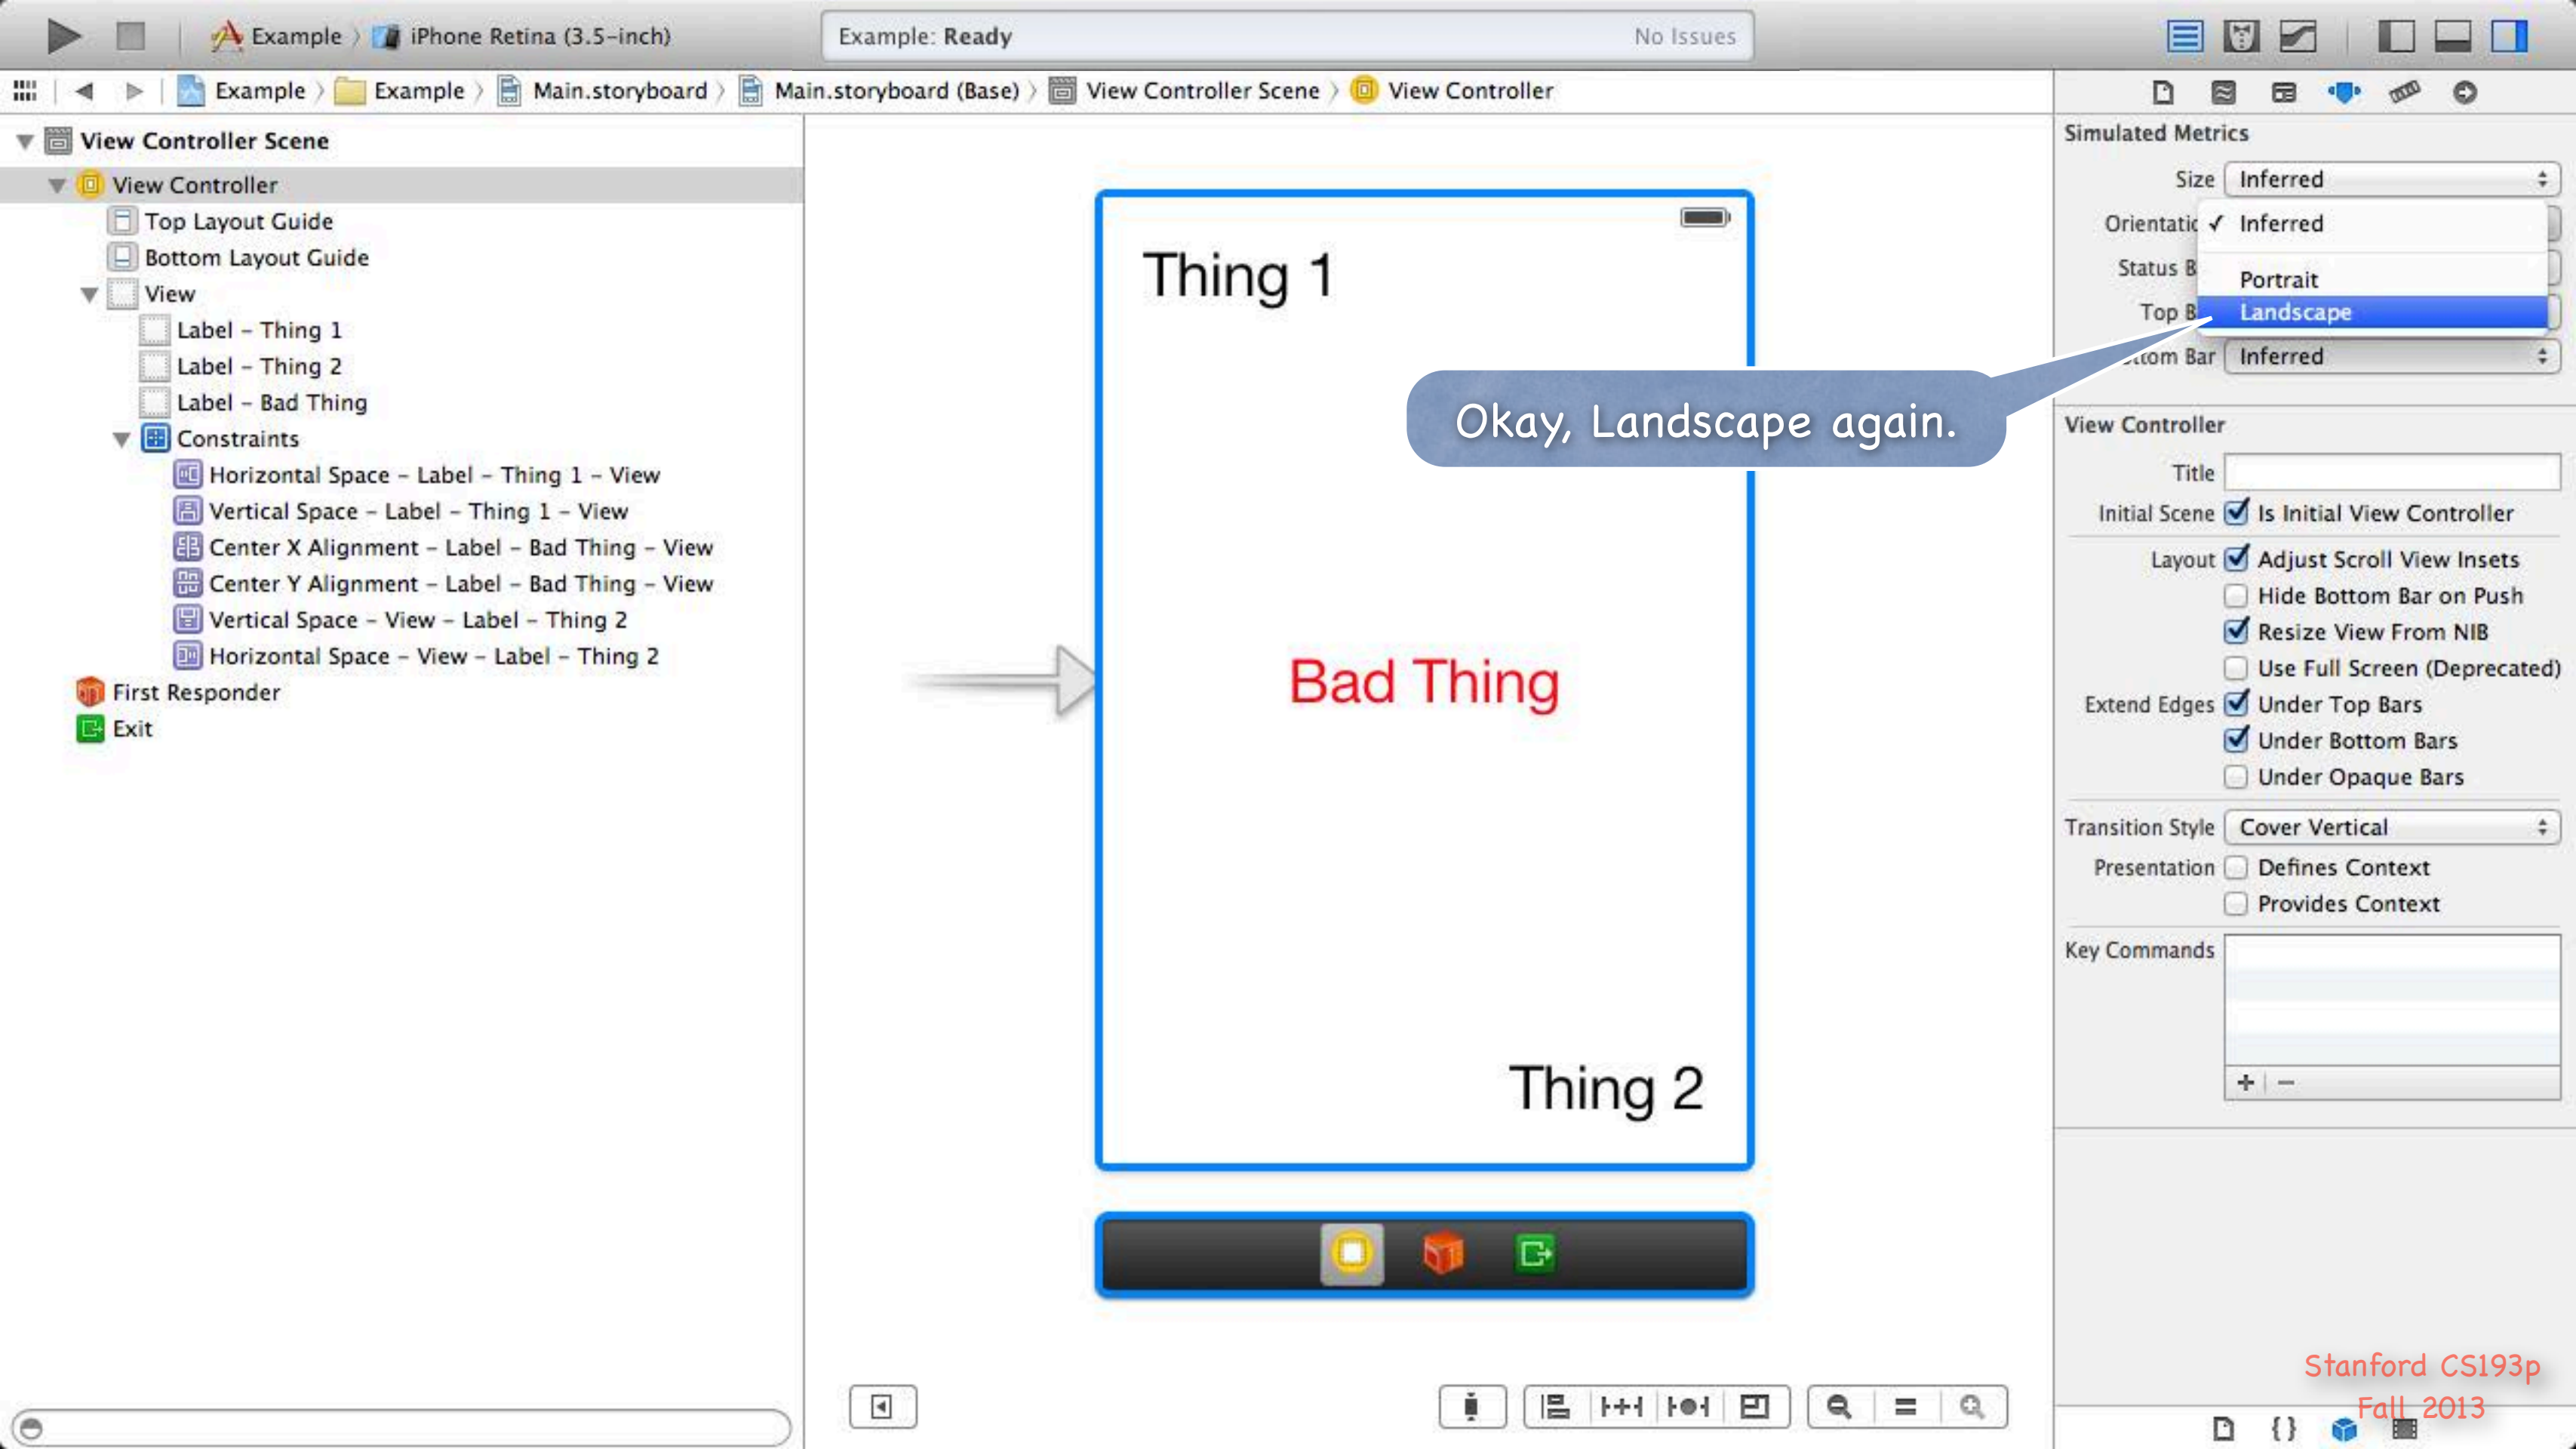 Example › iPhone Retina (3.5-inch)
Example: Ready
No Issues
Example › Example › Main.storyboard › Main.storyboard (Base) › View Controller Scene › View Controller
View Controller Scene
View Controller
Top Layout Guide
Bottom Layout Guide
View
Label – Thing 1
Label – Thing 2
Label – Bad Thing
Constraints
Horizontal Space – Label – Thing 1 – View
Vertical Space – Label – Thing 1 – View
Center X Alignment – Label – Bad Thing – View
Center Y Alignment – Label – Bad Thing – View
Vertical Space – View – Label – Thing 2
Horizontal Space – View – Label – Thing 2
First Responder
Exit
Thing 1
Bad Thing
Thing 2
Okay, Landscape again.
Simulated Metrics
Size Inferred
Orientatio ✓ Inferred
Status B
Portrait
Top B
Landscape
ttom Bar Inferred
View Controller
Title
Initial Scene Is Initial View Controller
Layout Adjust Scroll View Insets
Hide Bottom Bar on Push
Resize View From NIB
Use Full Screen (Deprecated)
Extend Edges Under Top Bars
Under Bottom Bars
Under Opaque Bars
Transition Style Cover Vertical
Presentation Defines Context
Provides Context
Key Commands
+ −
Stanford CS193p
Fall 2013
{ }